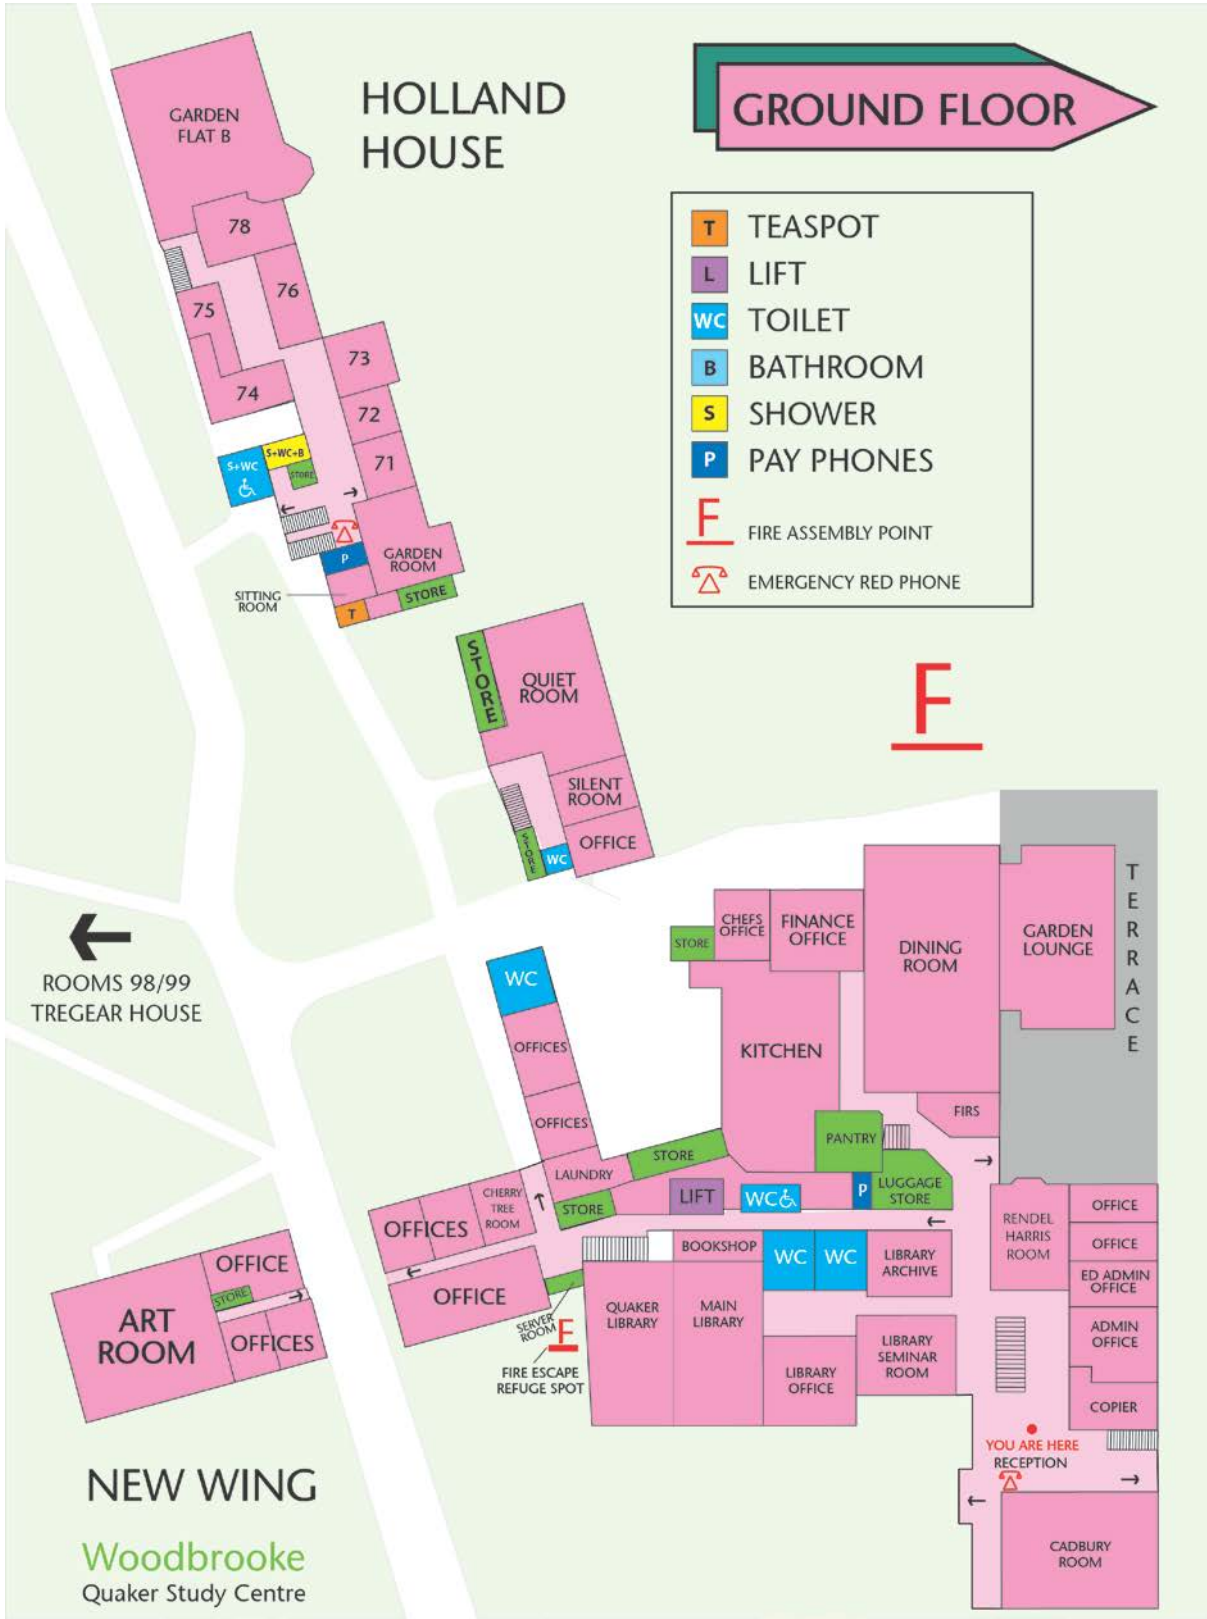 HOLLAND
HOUSE
GROUND FLOOR
T TEASPOT
L LIFT
WC TOILET
B BATHROOM
S SHOWER
P PAY PHONES
F FIRE ASSEMBLY POINT
EMERGENCY RED PHONE
GARDEN
FLAT B
78
76
75
73
74
72
71
S+WC
S+WC+B
STORE
P
GARDEN
ROOM
SITTING
ROOM
T
STORE
STORE
QUIET
ROOM
SILENT
ROOM
OFFICE
STORE
WC
F
TERRACE
ROOMS 98/99
TREGEAR HOUSE
WC
OFFICES
OFFICES
STORE
CHEFS
OFFICE
FINANCE
OFFICE
DINING
ROOM
GARDEN
LOUNGE
KITCHEN
FIRS
PANTRY
STORE
LAUNDRY
STORE
LIFT
WC
P
LUGGAGE
STORE
OFFICES
CHERRY
TREE
ROOM
OFFICE
SERVER
ROOM
F
FIRE ESCAPE
REFUGE SPOT
BOOKSHOP
WC
WC
LIBRARY
ARCHIVE
QUAKER
LIBRARY
MAIN
LIBRARY
LIBRARY
OFFICE
LIBRARY
SEMINAR
ROOM
RENDEL
HARRIS
ROOM
OFFICE
OFFICE
ED ADMIN
OFFICE
ADMIN
OFFICE
COPIER
YOU ARE HERE
RECEPTION
CADBURY
ROOM
OFFICE
STORE
ART
ROOM
OFFICES
NEW WING
Woodbrooke
Quaker Study Centre